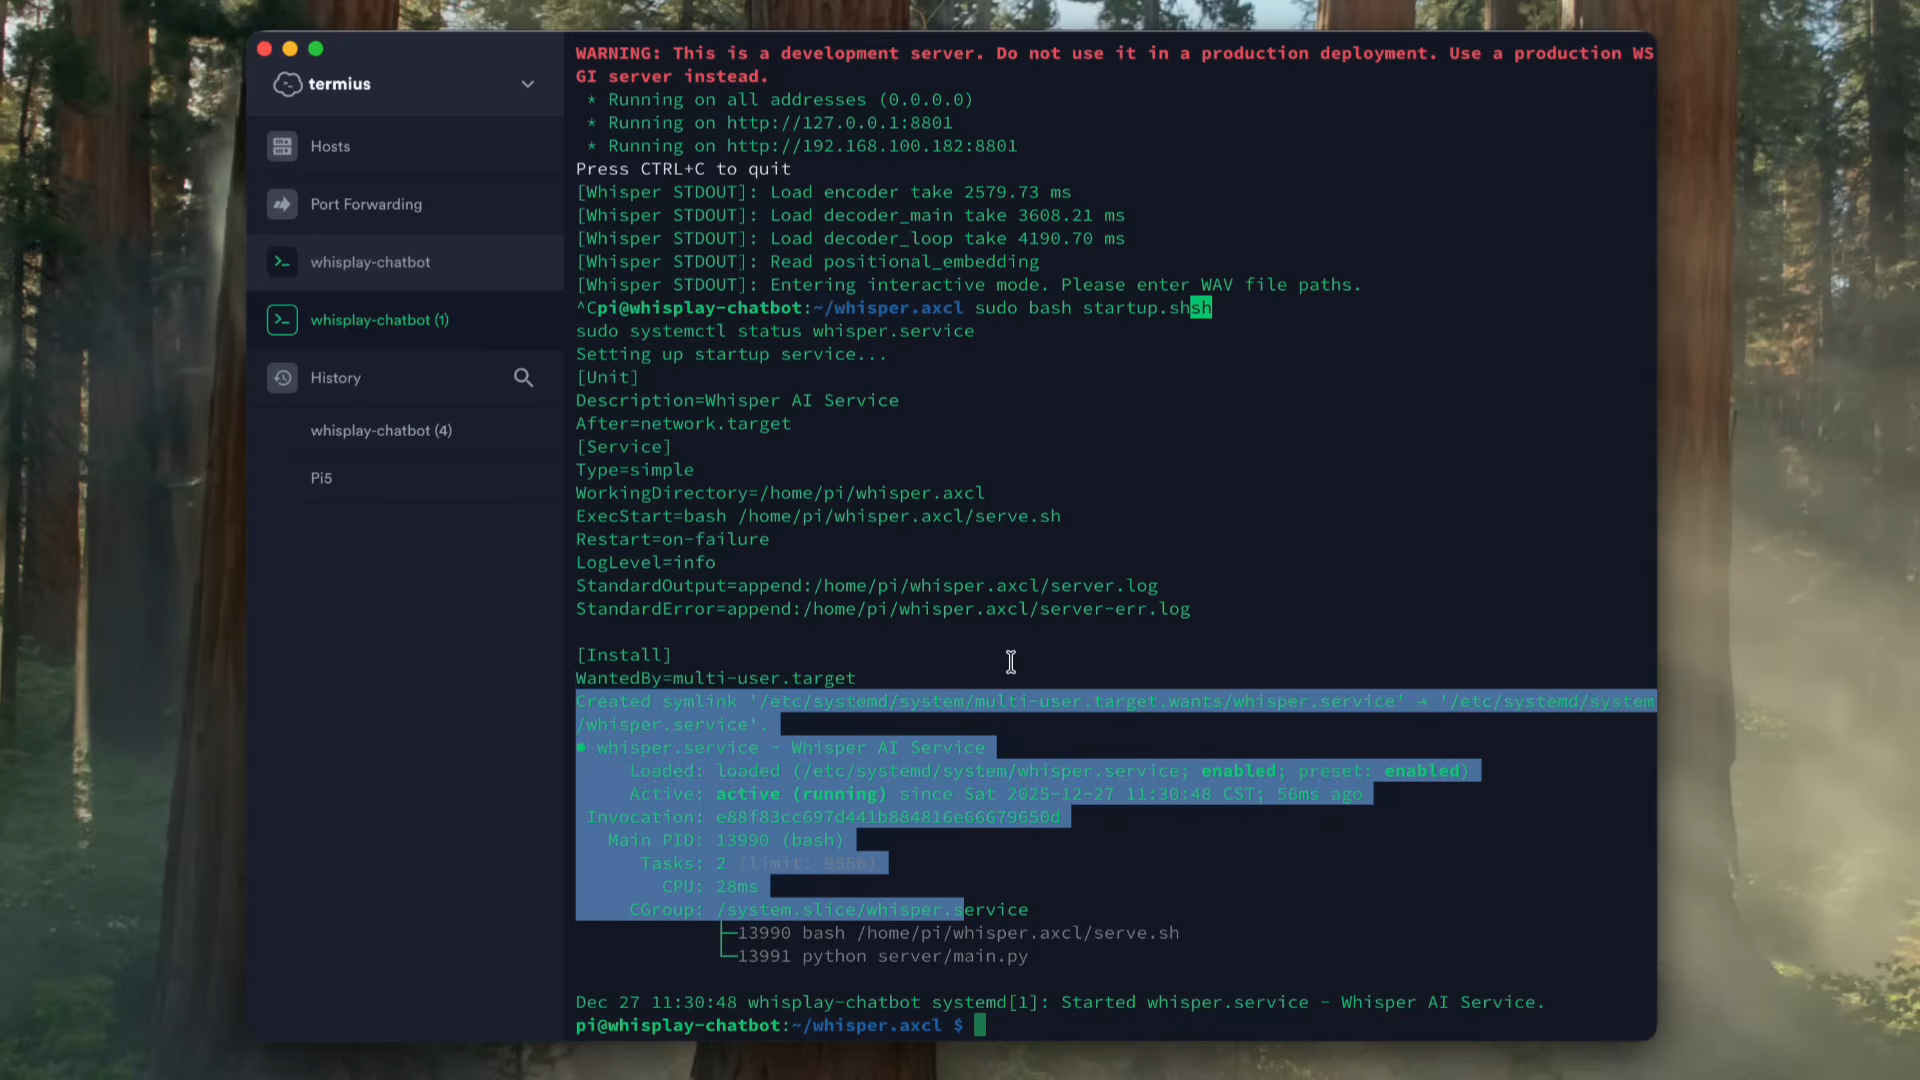 termius
Hosts
Port Forwarding
whisplay-chatbot
whisplay-chatbot (1)
History
whisplay-chatbot (4)
Pi5
WARNING: This is a development server. Do not use it in a production deployment. Use a production WS
GI server instead.
* Running on all addresses (0.0.0.0)
* Running on http://127.0.0.1:8801
* Running on http://192.168.100.182:8801
Press CTRL+C to quit
[Whisper STDOUT]: Load encoder take 2579.73 ms
[Whisper STDOUT]: Load decoder_main take 3608.21 ms
[Whisper STDOUT]: Load decoder_loop take 4190.70 ms
[Whisper STDOUT]: Read positional_embedding
[Whisper STDOUT]: Entering interactive mode. Please enter WAV file paths.
^Cpi@whisplay-chatbot:~/whisper.axcl sudo bash startup.shsh
sudo systemctl status whisper.service
Setting up startup service...
[Unit]
Description=Whisper AI Service
After=network.target
[Service]
Type=simple
WorkingDirectory=/home/pi/whisper.axcl
ExecStart=bash /home/pi/whisper.axcl/serve.sh
Restart=on-failure
LogLevel=info
StandardOutput=append:/home/pi/whisper.axcl/server.log
StandardError=append:/home/pi/whisper.axcl/server-err.log
[Install]
WantedBy=multi-user.target
Created symlink '/etc/systemd/system/multi-user.target.wants/whisper.service' → '/etc/systemd/system
/whisper.service'.
● whisper.service - Whisper AI Service
Loaded: loaded (/etc/systemd/system/whisper.service; enabled; preset: enabled)
Active: active (running) since Sat 2025-12-27 11:30:48 CST; 56ms ago
Invocation: e88f83cc697d441b884816e66679650d
Main PID: 13990 (bash)
Tasks: 2 (limit: 9556)
CPU: 28ms
CGroup: /system.slice/whisper.service
├─13990 bash /home/pi/whisper.axcl/serve.sh
└─13991 python server/main.py
Dec 27 11:30:48 whisplay-chatbot systemd[1]: Started whisper.service - Whisper AI Service.
pi@whisplay-chatbot:~/whisper.axcl $